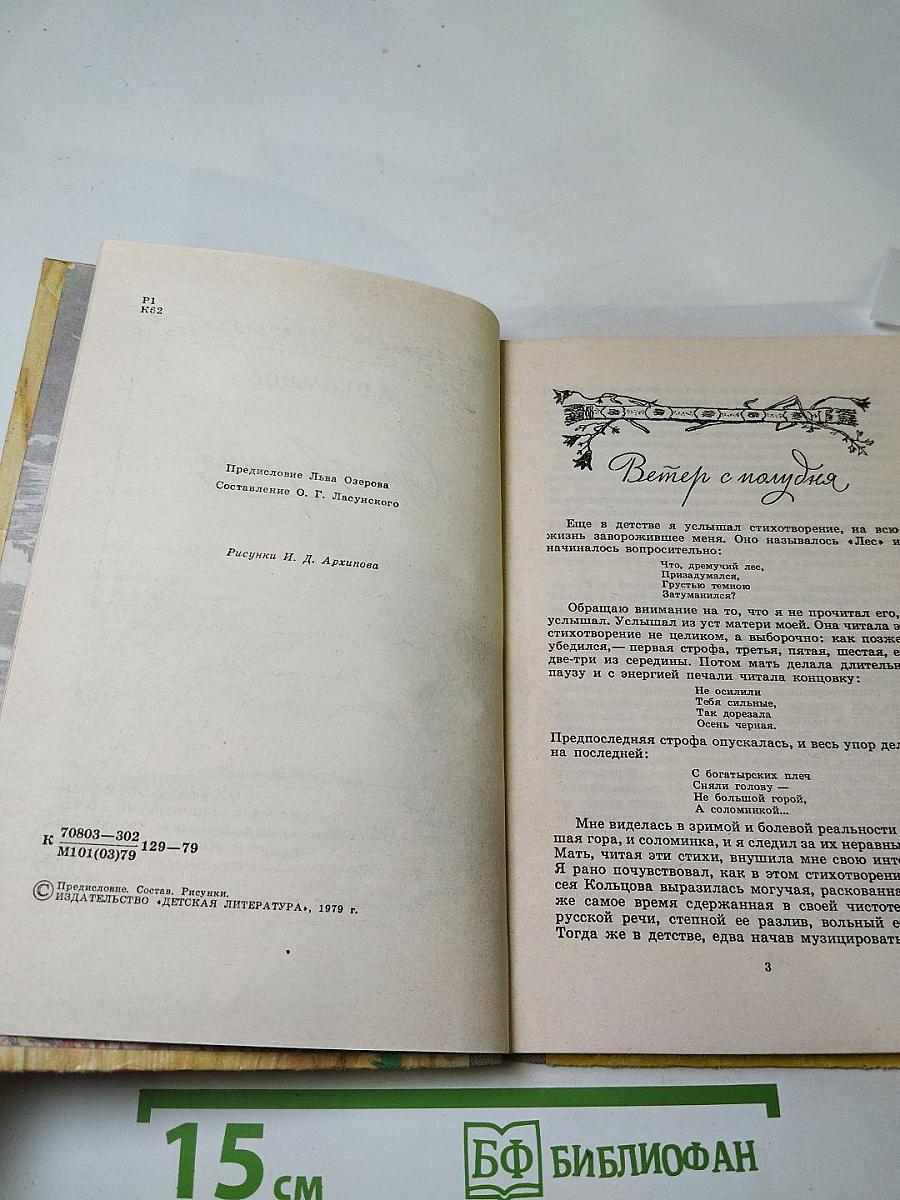 Р1
К62
Предисловие Льва Озерова
Составление О. Г. Ласунского
Рисунки И. Д. Архипова
К 70803—302
М101(03)79 129—79
© Предисловие. Состав. Рисунки.
ИЗДАТЕЛЬСТВО «ДЕТСКАЯ ЛИТЕРАТУРА», 1979 г.
Ветер с полудня
Еще в детстве я услышал стихотворение, на всю
жизнь заворожившее меня. Оно называлось «Лес» и
начиналось вопросительно:
Что, дремучий лес,
Призадумался,
Грустью темною
Затуманился?
Обращаю внимание на то, что я не прочитал его,
услышал. Услышал из уст матери моей. Она читала э
стихотворение не целиком, а выборочно: как позже
убедился,— первая строфа, третья, пятая, шестая, е
две-три из середины. Потом мать делала длительн
паузу и с энергией печали читала концовку:
Не осилили
Тебя сильные,
Так дорезала
Осень черная.
Предпоследняя строфа опускалась, и весь упор дел
на последней:
С богатырских плеч
Сняли голову —
Не большой горой,
А соломинкой...
Мне виделась в зримой и болевой реальности
шая гора, и соломинка, и я следил за их неравны
Мать, читая эти стихи, внушила мне свою инто
Я рано почувствовал, как в этом стихотворени
сея Кольцова выразилась могучая, раскованна
же самое время сдержанная в своей чистоте
русской речи, степной ее разлив, вольный е
Тогда же в детстве, едва начав музицировать
3
15 см
БФ БИБЛИОФАН